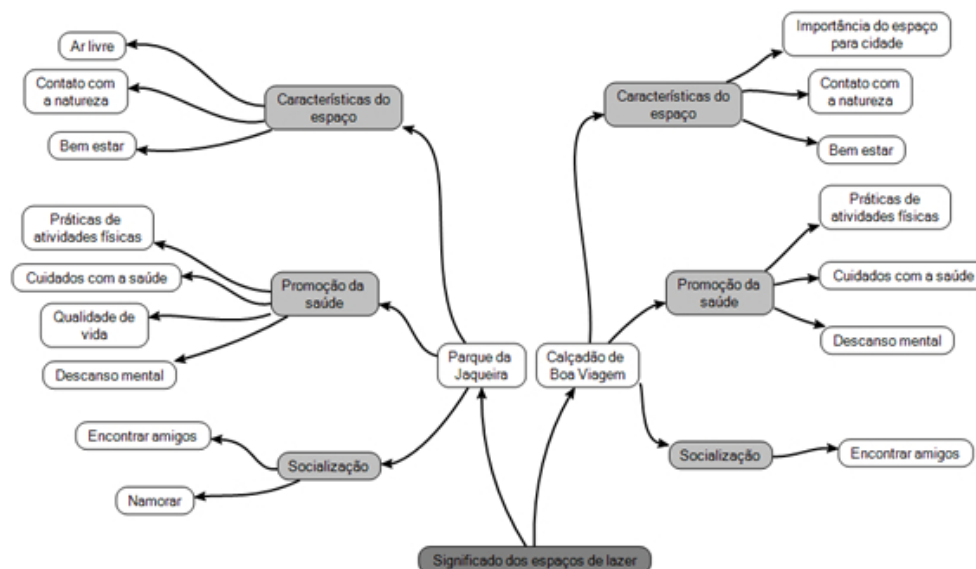 Ar livre
Contato com
a natureza
Bem estar
Características do
espaço
Práticas de
atividades físicas
Cuidados com a saúde
Qualidade de
vida
Descanso mental
Promoção da
saúde
Parque da
Jaqueira
Encontrar amigos
Namorar
Socialização
Importância do espaço
para cidade
Contato com
a natureza
Bem estar
Características do
espaço
Práticas de
atividades físicas
Cuidados com a saúde
Descanso mental
Promoção da
saúde
Calçadão de
Boa Viagem
Socialização
Encontrar amigos
Significado dos espaços de lazer